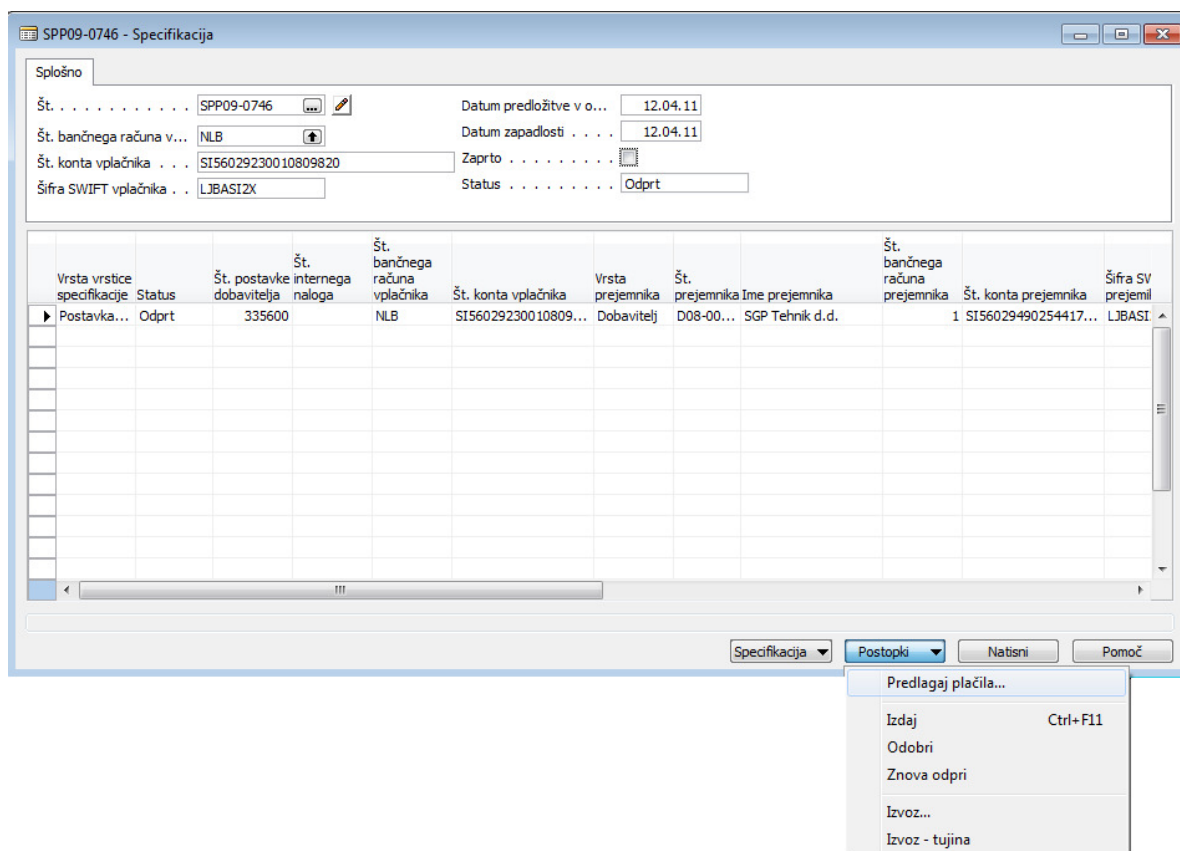 SPP09-0746 - Specifikacija
Splošno
Št. . . . . . . . . . . . SPP09-0746 ...
Št. bančnega računa v... NLB
Št. konta vplačnika . . . SI56029230010809820
Šifra SWIFT vplačnika . . LJBASI2X
Datum predložitve v o... 12.04.11
Datum zapadlosti . . . . 12.04.11
Zaprto . . . . . . . . .
Status . . . . . . . . . Odprt
Vrsta vrstice specifikacije Status Št. postavke dobavitelja Št. internega naloga Št. bančnega računa vplačnika Št. konta vplačnika Vrsta prejemnika Št. prejemnika Ime prejemnika Št. bančnega računa prejemnika Št. konta prejemnika Šifra SW prejemil
Postavka... Odprt 335600 NLB SI56029230010809... Dobavitelj D08-00... SGP Tehnik d.d. 1 SI56029490254417... LJBASI
Specifikacija Postopki Natisni Pomoč
Predlagaj plačila...
Izdaj Ctrl+F11
Odobri
Znova odpri
Izvoz...
Izvoz - tujina